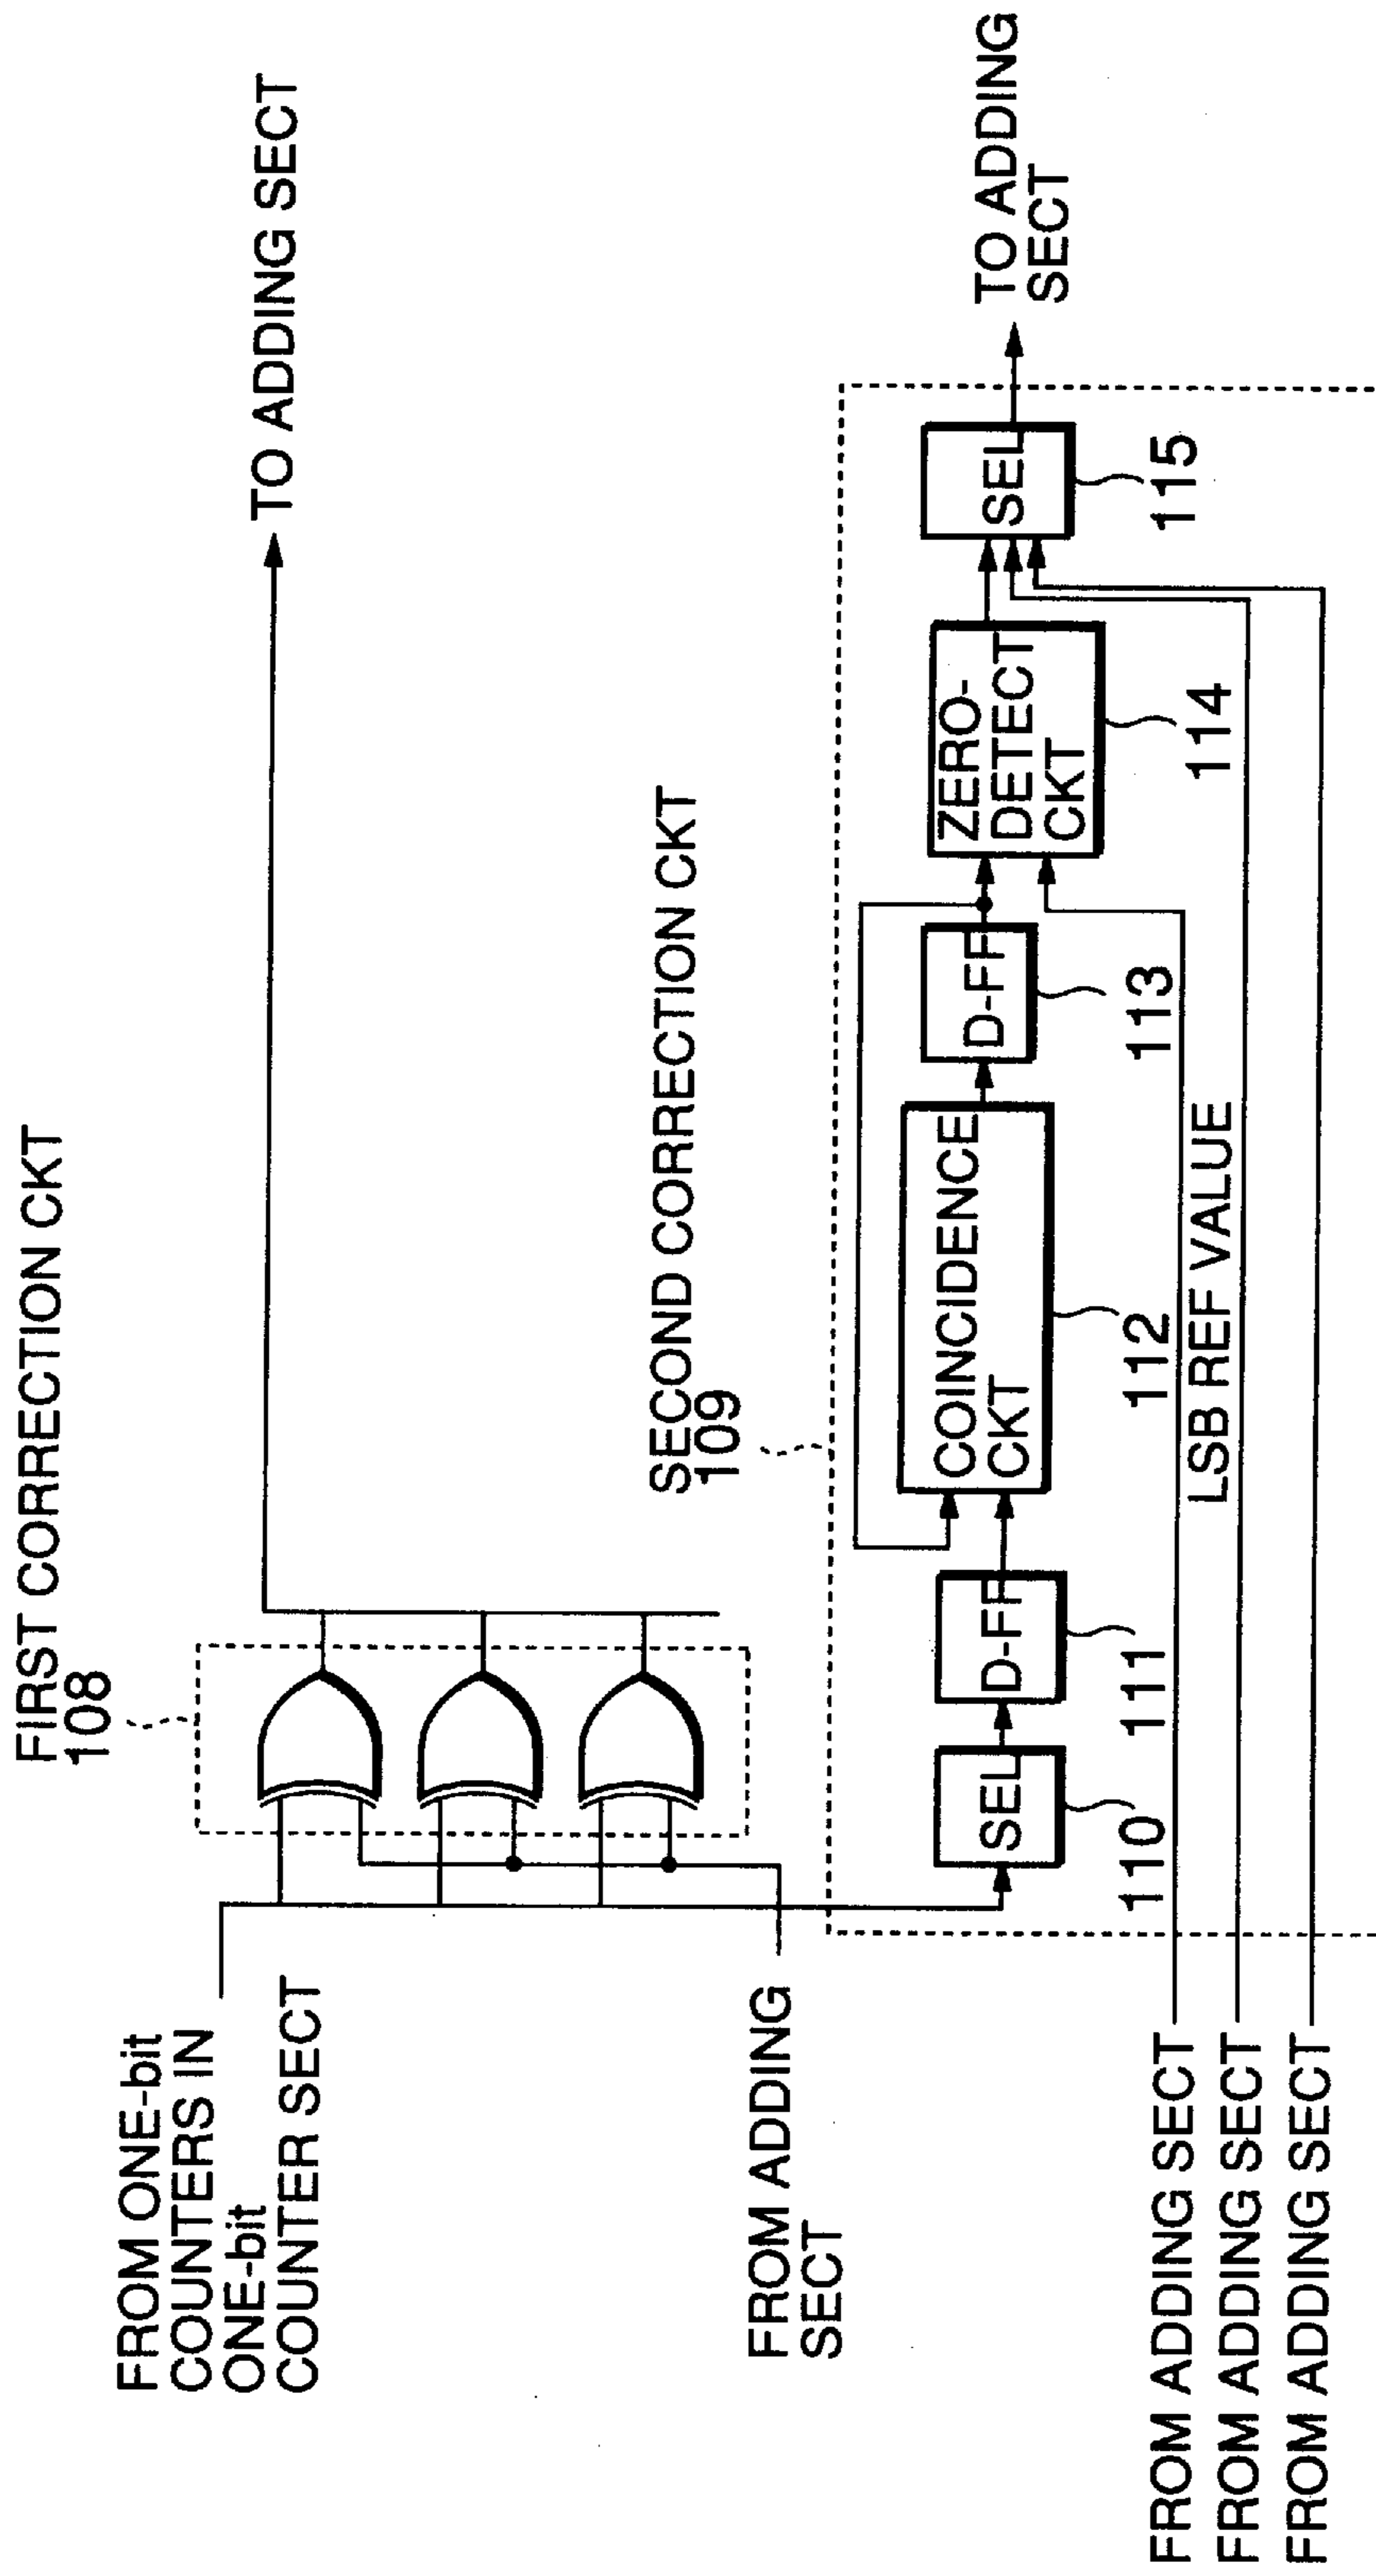 FIRST CORRECTION CKT
108
TO ADDING SECT
FROM ONE-bit
COUNTERS IN
ONE-bit
COUNTER SECT
FROM ADDING
SECT
SECOND CORRECTION CKT
109
SEL
110
D-FF
111
COINCIDENCE
CKT
112
D-FF
113
ZERO-
DETECT
CKT
114
SEL
115
TO ADDING
SECT
FROM ADDING SECT
LSB REF VALUE
FROM ADDING SECT
FROM ADDING SECT